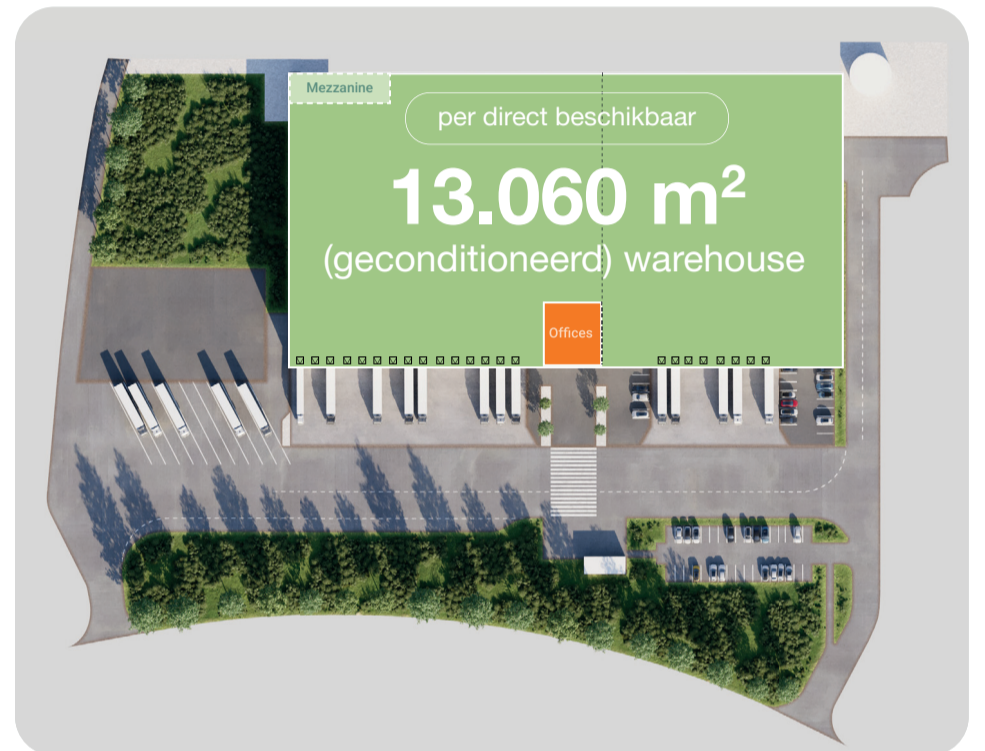 Mezzanine
per direct beschikbaar
13.060 m²
(geconditioneerd) warehouse
Offices